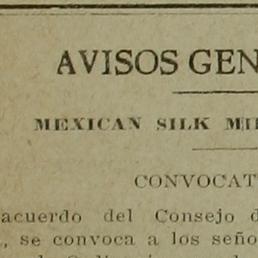 AVISOS GEN
MEXICAN SILK MI
CONVOCAT
acuerdo del Consejo d
, se convoca a los seño